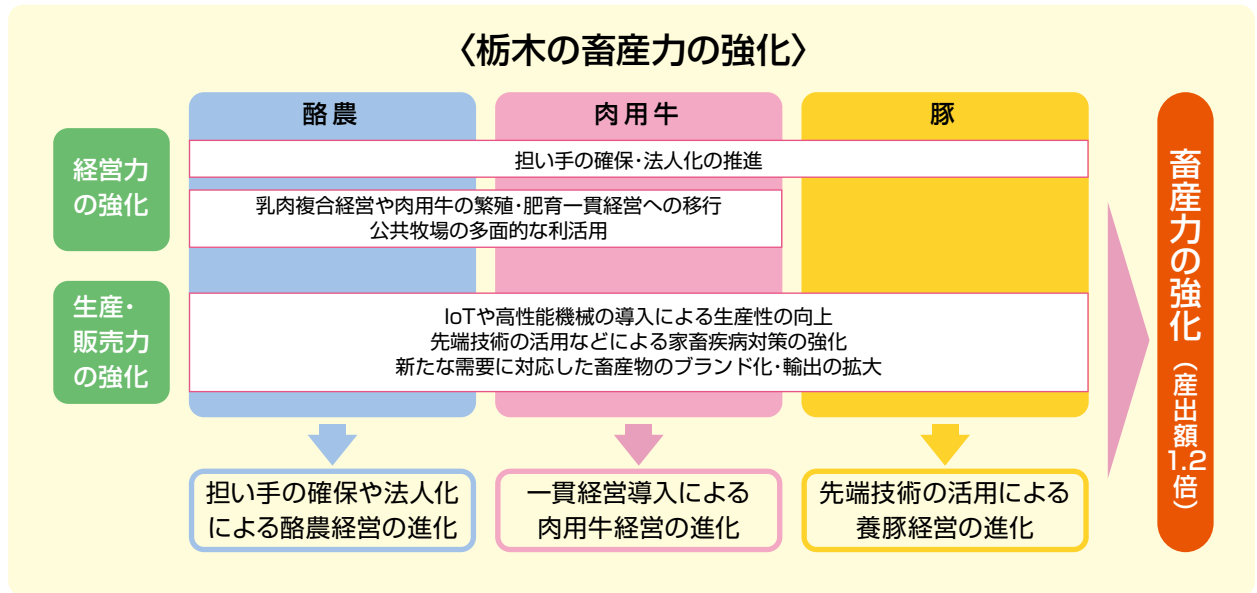 〈栃木の畜産力の強化〉
酪農
肉用牛
豚
経営力
の強化
担い手の確保・法人化の推進
乳肉複合経営や肉用牛の繁殖・肥育一貫経営への移行
公共牧場の多面的な利活用
生産・
販売力
の強化
IoTや高性能機械の導入による生産性の向上
先端技術の活用などによる家畜疾病対策の強化
新たな需要に対応した畜産物のブランド化・輸出の拡大
担い手の確保や法人化
による酪農経営の進化
一貫経営導入による
肉用牛経営の進化
先端技術の活用による
養豚経営の進化
畜産力の強化（産出額1.2倍）